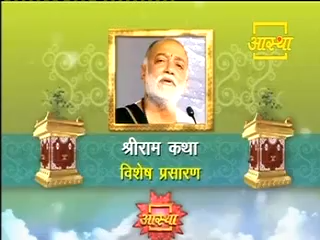 आस्था
श्रीराम कथा
विशेष प्रसारण
आस्था